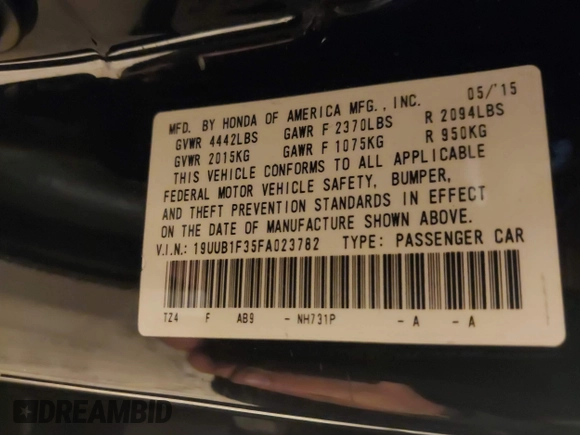 05/'15
MFD. BY HONDA OF AMERICA MFG., INC.
GVWR 4442LBS GAWR F 2370LBS R 2094LBS
GVWR 2015KG GAWR F 1075KG R 950KG
THIS VEHICLE CONFORMS TO ALL APPLICABLE
FEDERAL MOTOR VEHICLE SAFETY, BUMPER,
AND THEFT PREVENTION STANDARDS IN EFFECT
ON THE DATE OF MANUFACTURE SHOWN ABOVE.
V.I.N.: 19UUB1F35FA023782 TYPE: PASSENGER CAR
TZ4 F AB9 - NH731P - A - A
DREAMBID